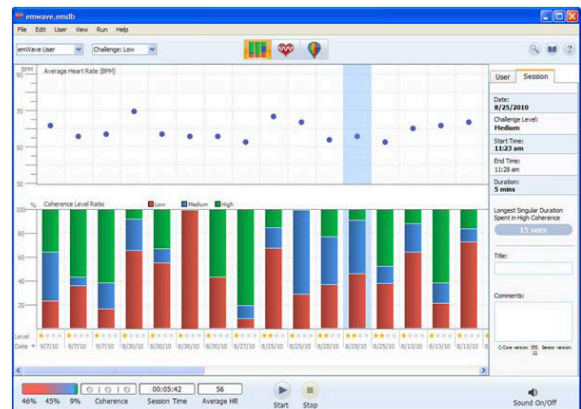 emwave.emdb
File Edit User View Run Help
emWave User Challenge: Low
BPM Average Heart Rate (BPM)
90
70
50
30
% Coherence Level Ratio Low Medium High
100
80
60
40
20
Level
Date 9/7/10 9/7/10 9/7/10 8/30/10 8/30/10 8/30/10 8/30/10 8/27/10 8/25/10 8/25/10 8/25/10 8/25/10 8/25/10 8/13/10 8/13/10 8/13/10
46% 45% 9% Coherence
00:05:42 Session Time
56 Average HR
Start Stop
Sound On/Off
User Session
Date:
8/25/2010
Challenge Level:
Medium
Start Time:
11:23 am
End Time:
11:28 am
Duration:
5 mins
Longest Singular Duration
Spent in High Coherence
15 secs
Title:
Comments: